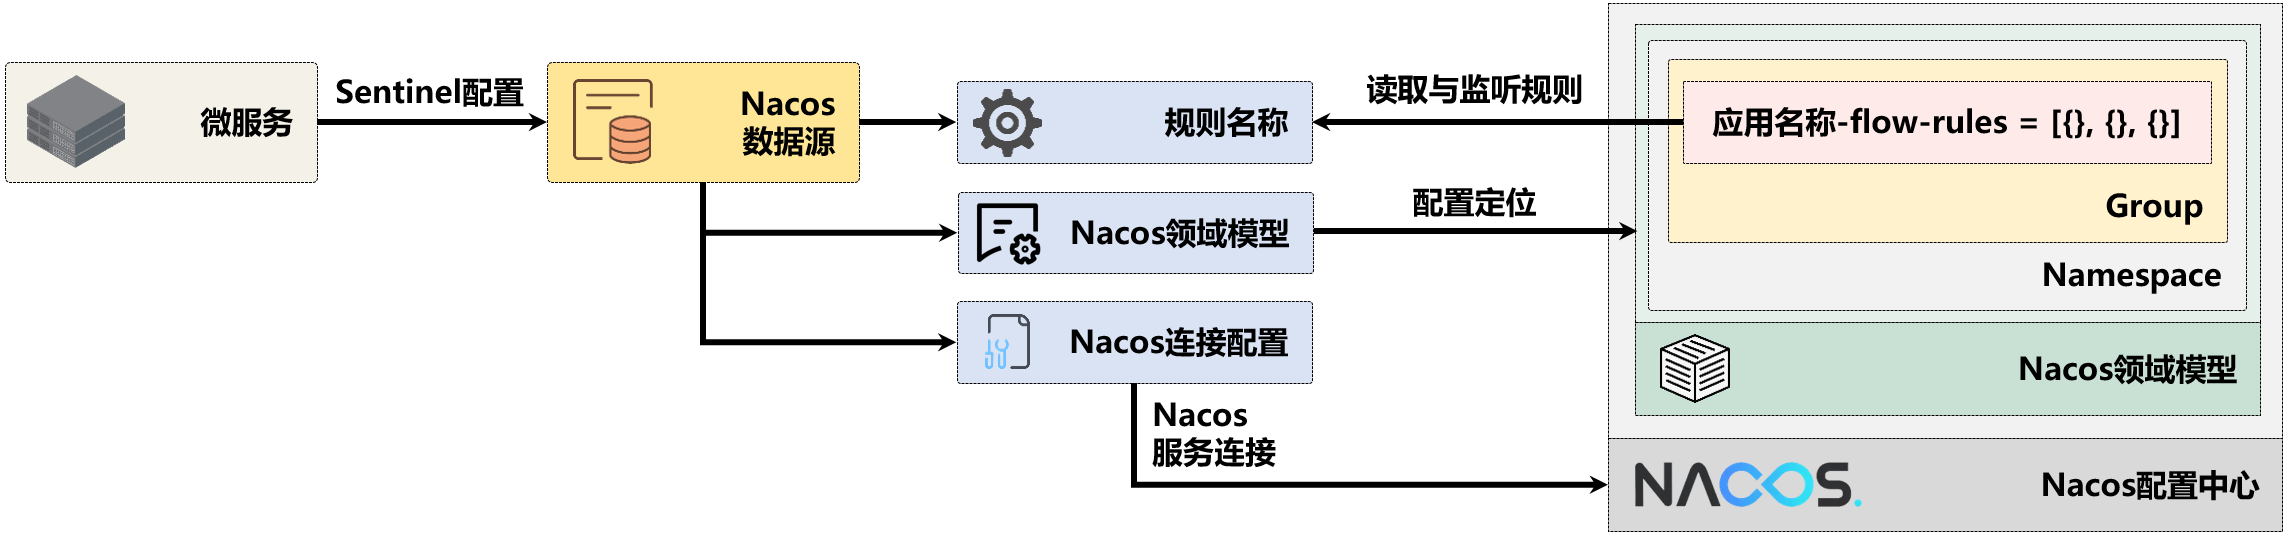 微服务
Sentinel配置
Nacos
数据源
规则名称
Nacos领域模型
Nacos连接配置
读取与监听规则
配置定位
Nacos
服务连接
应用名称-flow-rules = [{}, {}, {}]
Group
Namespace
Nacos领域模型
NACOS.
Nacos配置中心